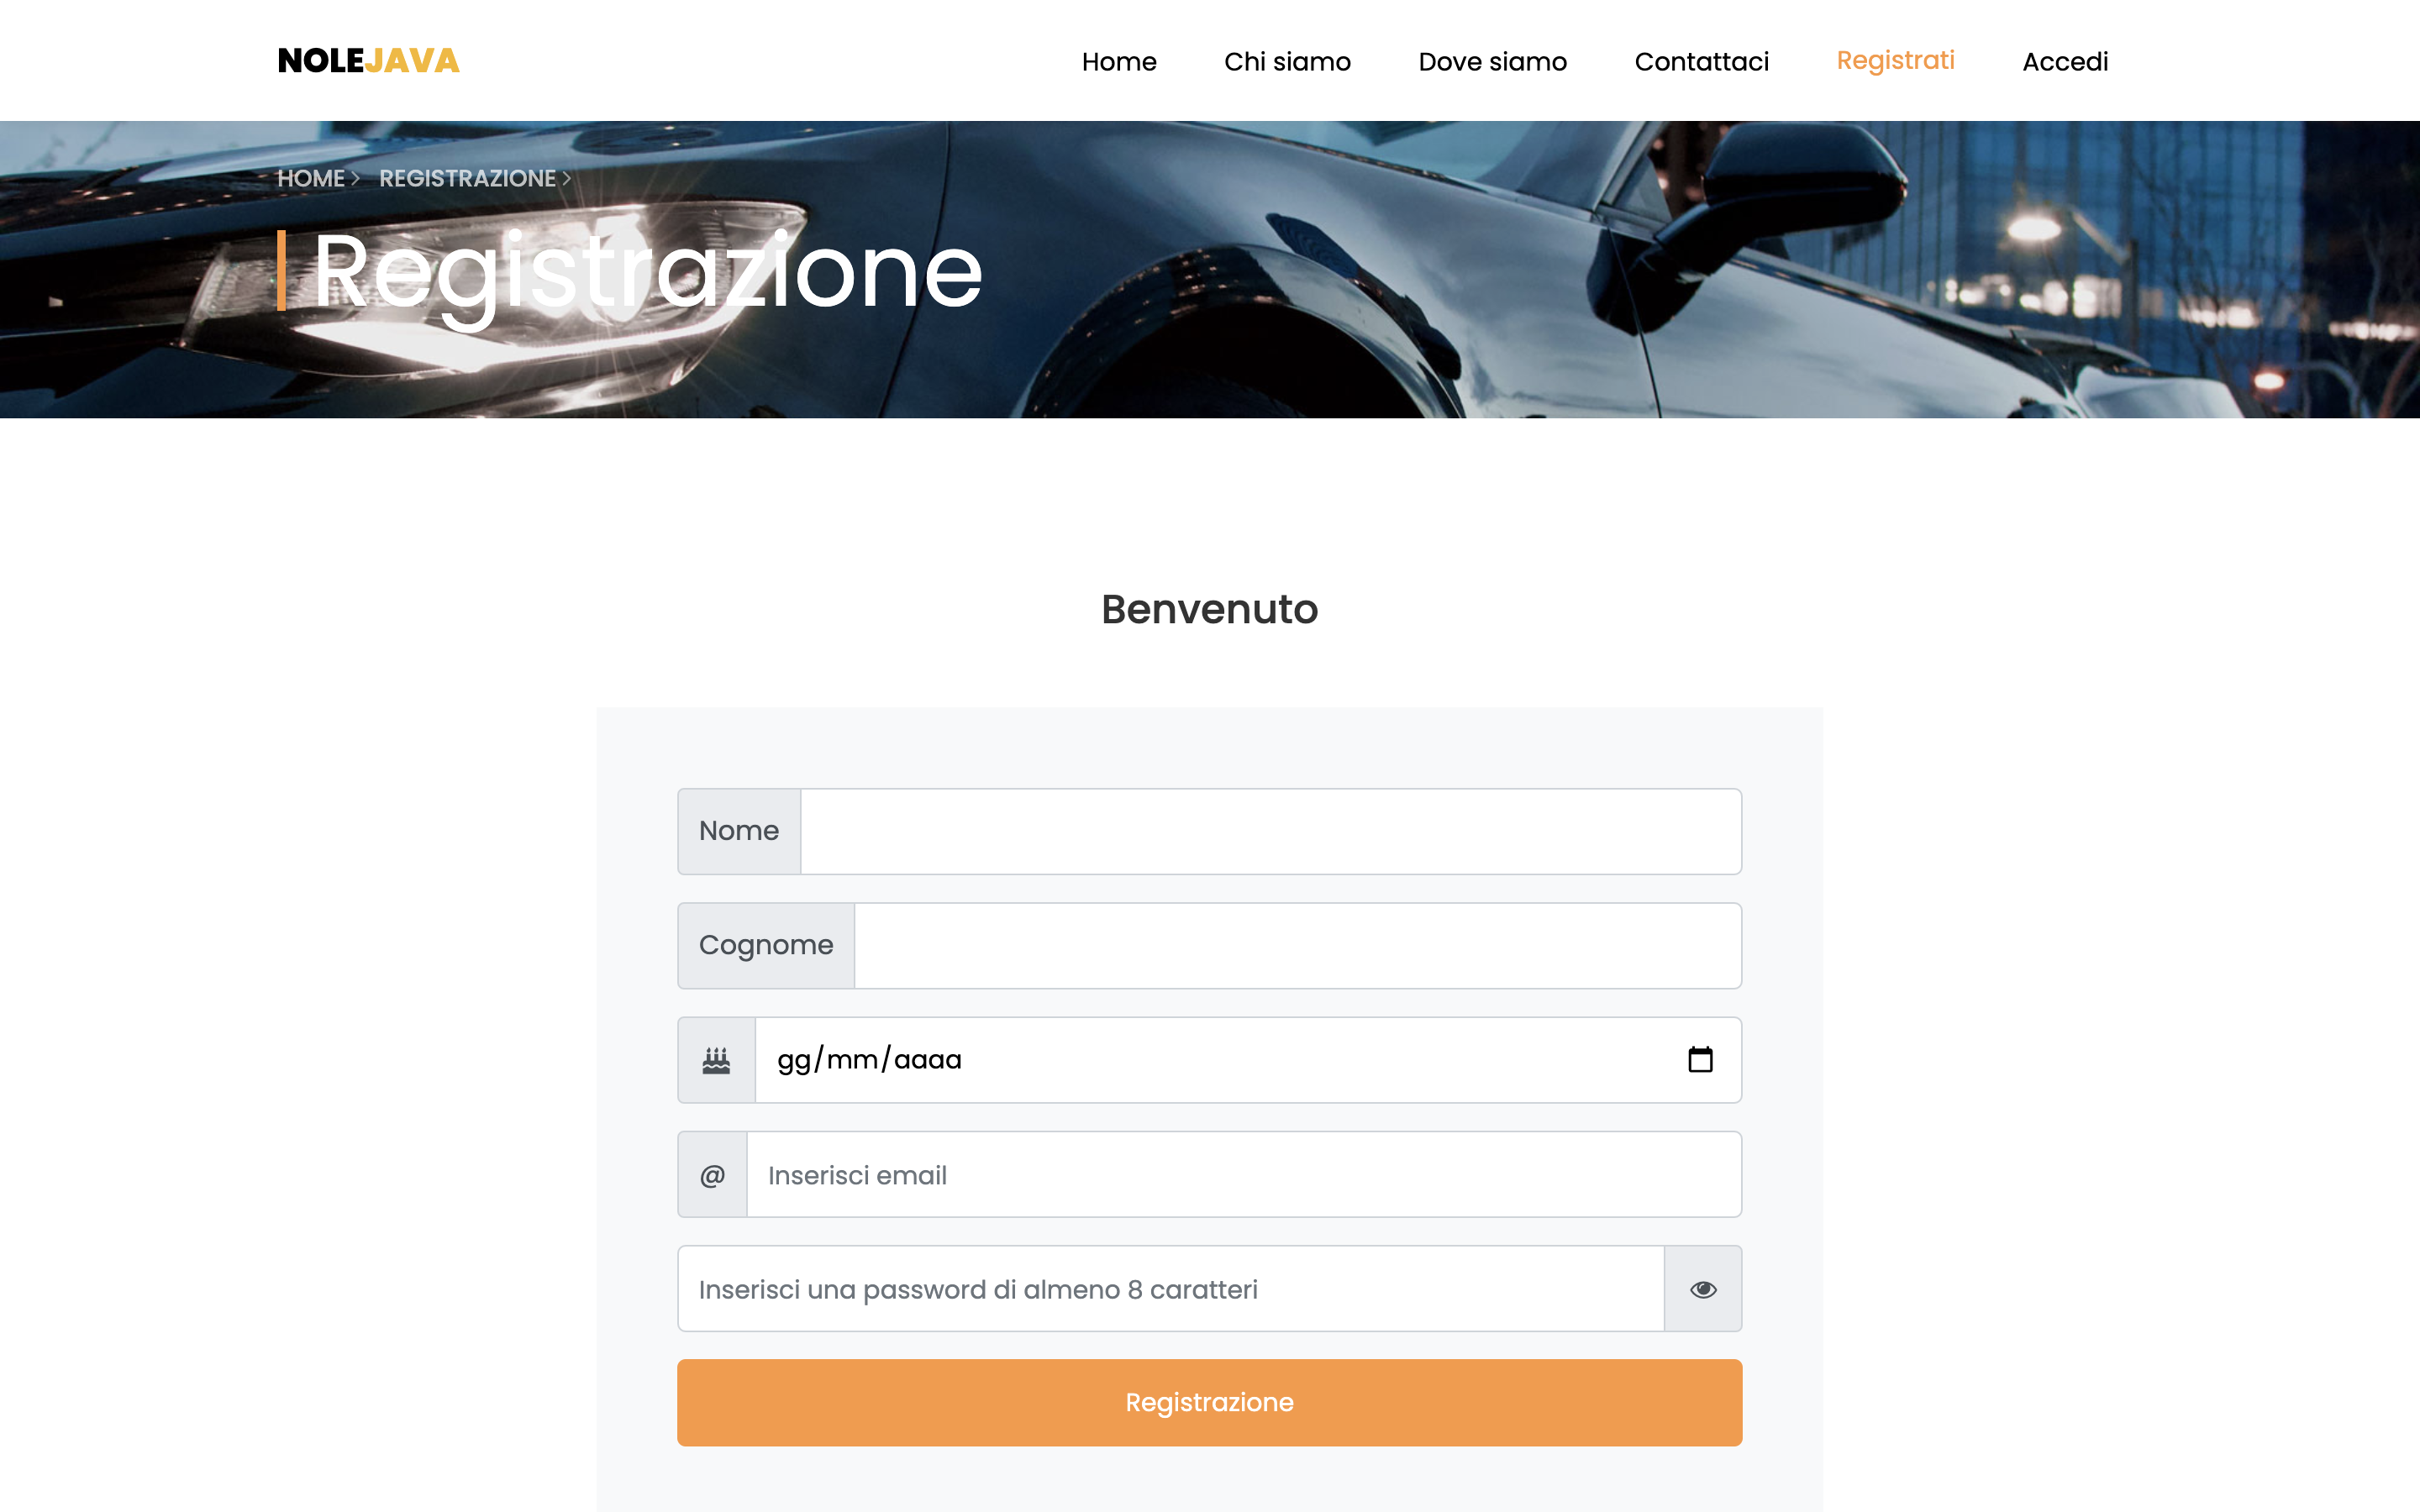 NOLEJAVA
Home Chi siamo Dove siamo Contattaci Registrati Accedi
HOME > REGISTRAZIONE >
Registrazione
Benvenuto
Nome
Cognome
gg/mm/aaaa
@ Inserisci email
Inserisci una password di almeno 8 caratteri
Registrazione